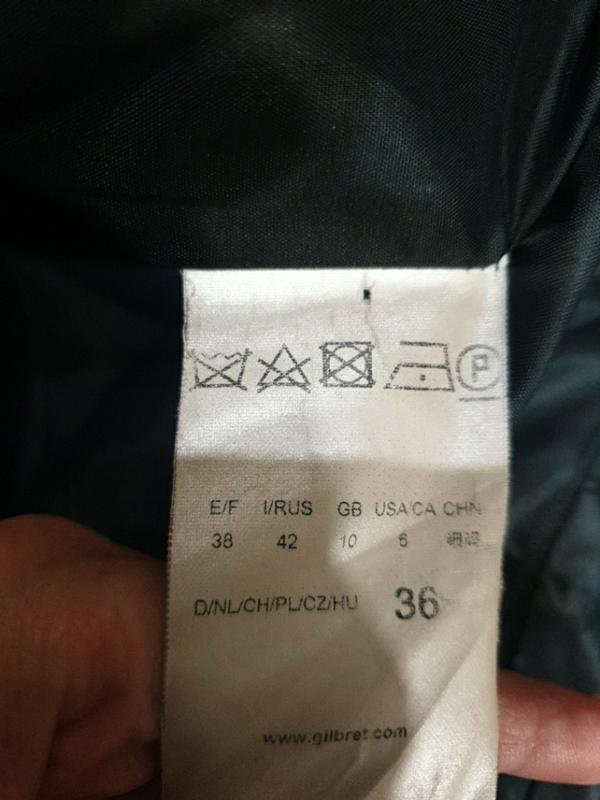 P
E/F I/RUS GB USA/CA CHN
38 42 10 6
D/NL/CH/PL/CZ/HU 36
www.gilbret.com